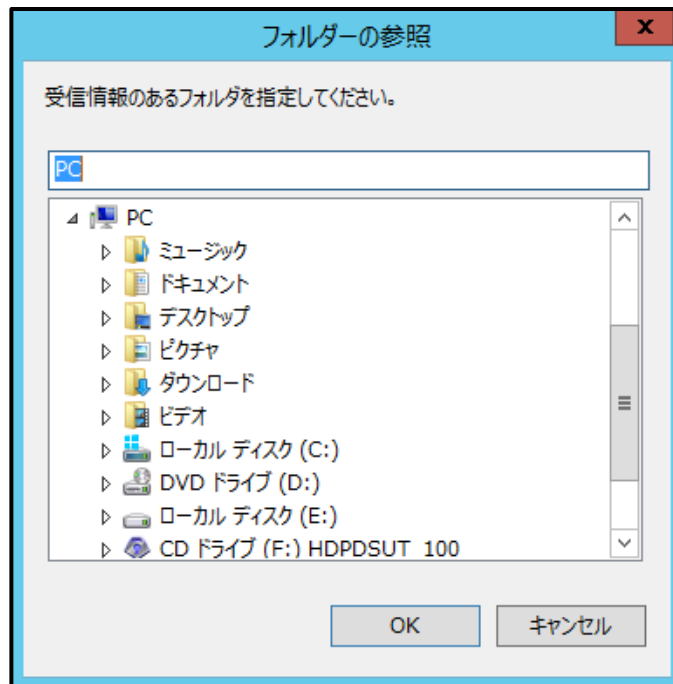 フォルダーの参照
x
受信情報のあるフォルダを指定してください。
PC
PC
ミュージック
ドキュメント
デスクトップ
ピクチャ
ダウンロード
ビデオ
ローカル ディスク (C:)
DVD ドライブ (D:)
ローカル ディスク (E:)
CD ドライブ (F:) HDPDSUT_100
OK
キャンセル